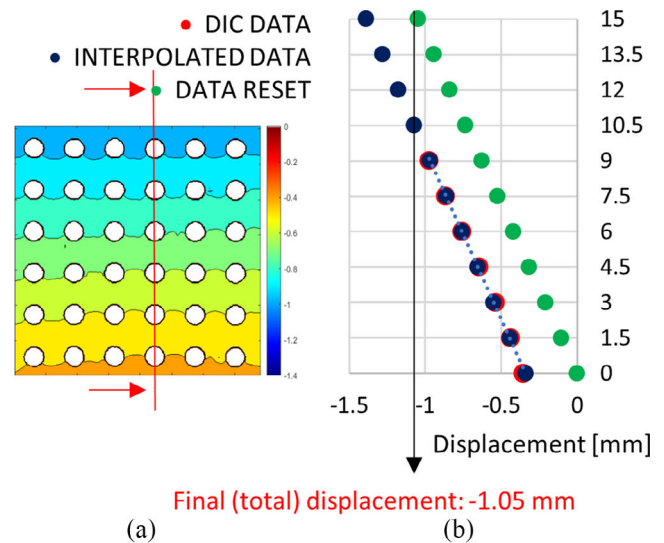 DIC DATA
INTERPOLATED DATA
DATA RESET
0
-0.2
-0.4
-0.6
-0.8
-1
-1.2
-1.4
15
13.5
12
10.5
9
7.5
6
4.5
3
1.5
0
-1.5 -1 -0.5 0
Displacement [mm]
Final (total) displacement: -1.05 mm
(a) (b)